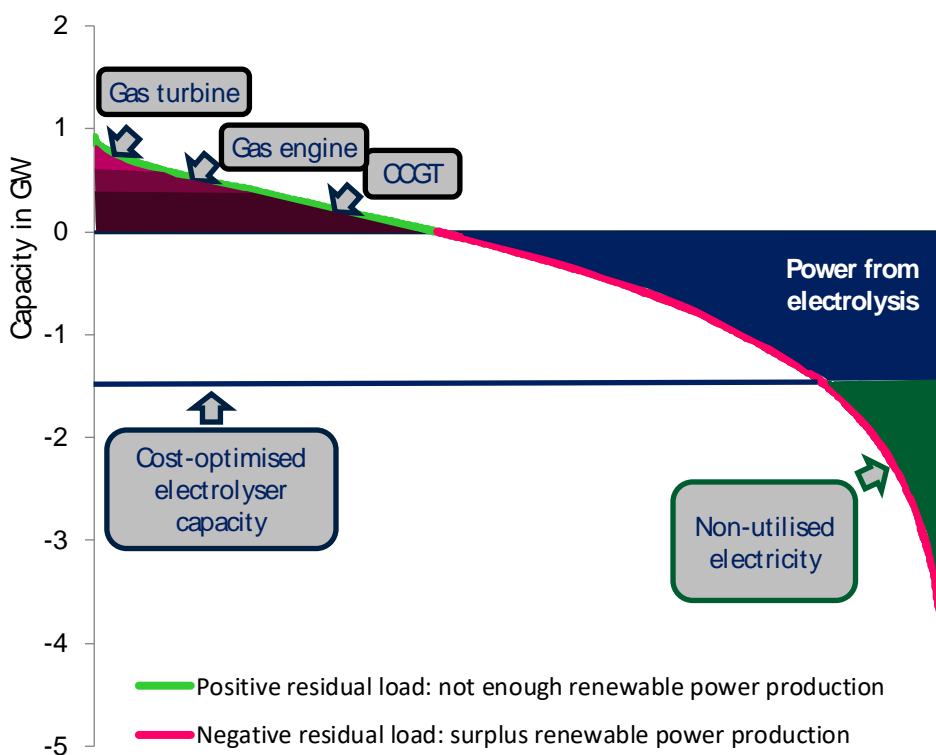 2
1
0
-1
-2
-3
-4
-5
Capacity in GW
Gas turbine
Gas engine
CCGT
Power from
electrolysis
Cost-optimised
electrolyser
capacity
Non-utilised
electricity
Positive residual load: not enough renewable power production
Negative residual load: surplus renewable power production